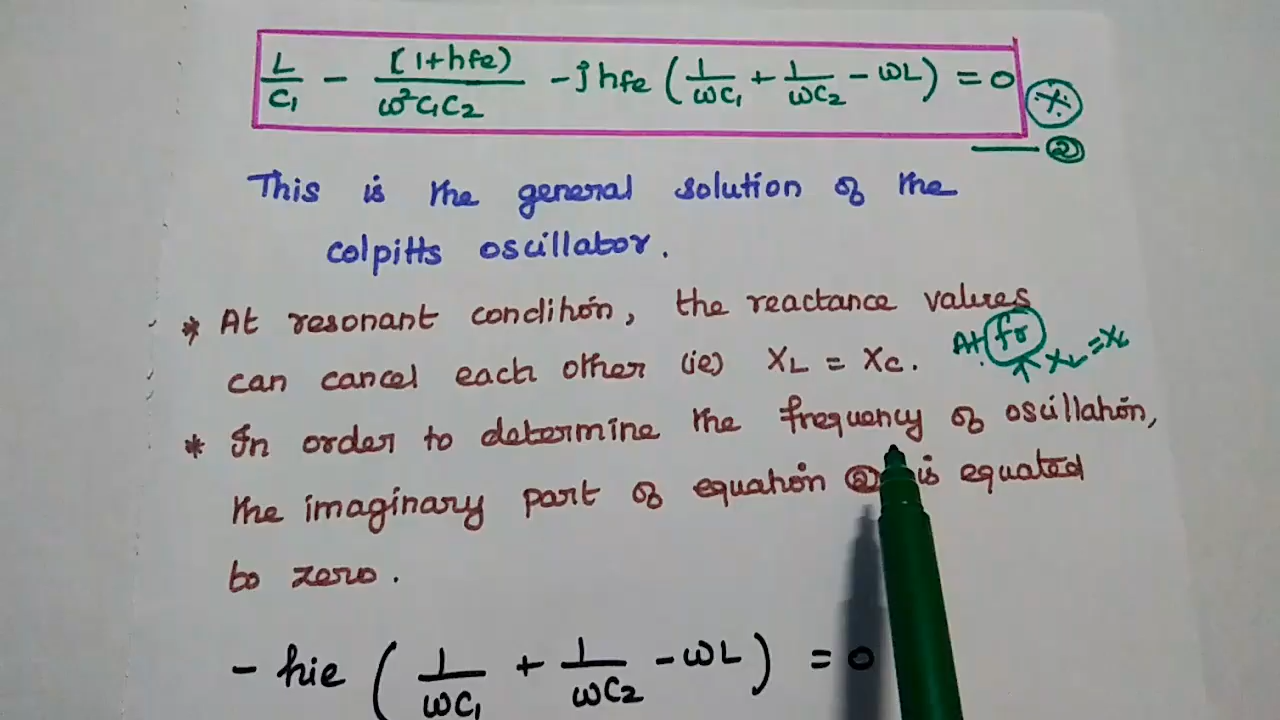 L/C₁ - [1+hfe)/ω²C₁C₂ - j hfe (1/ωC₁ + 1/ωC₂ - ωL) = 0 *
②
This is the general solution of the
colpitts oscillator.
* At resonant condition, the reactance values
can cancel each other (ie) XL = XC.
At fo XL = XC
* In order to determine the frequency of oscillation,
the imaginary part of equation ② is equated
to zero.
- hie (1/ωC₁ + 1/ωC₂ - ωL) = 0